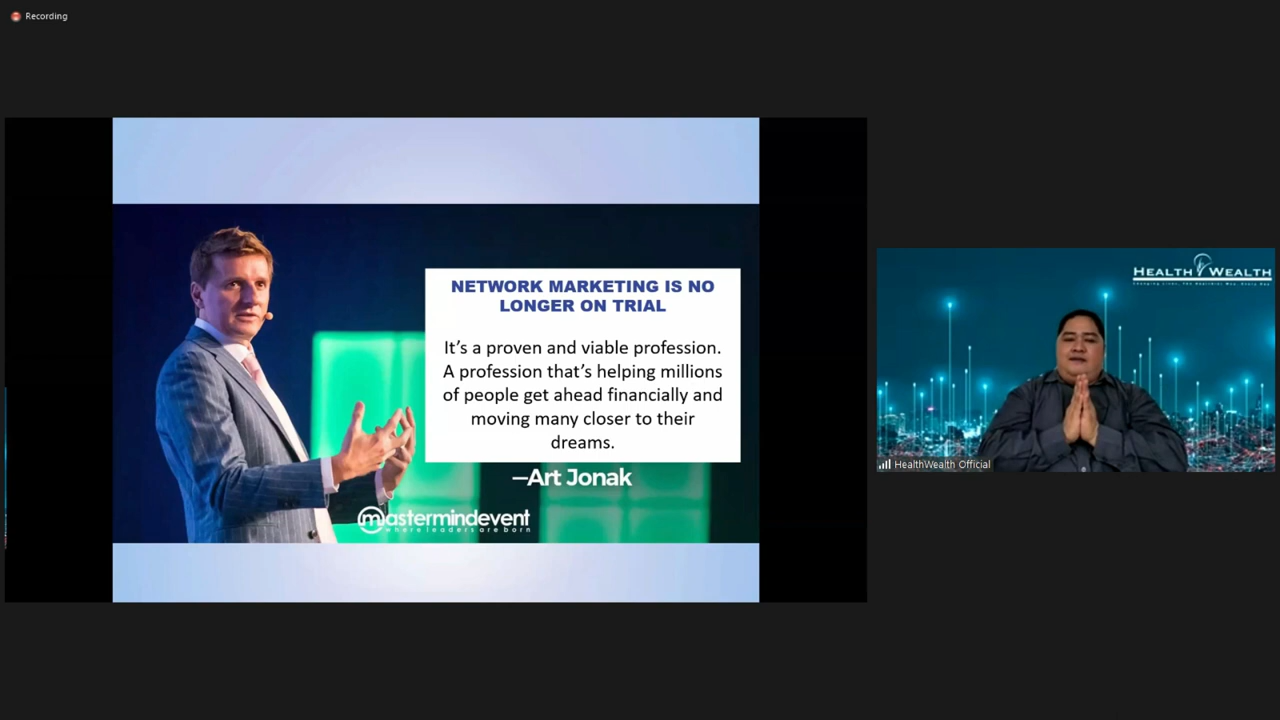 Recording
NETWORK MARKETING IS NO
LONGER ON TRIAL
It's a proven and viable profession.
A profession that's helping millions
of people get ahead financially and
moving many closer to their
dreams.
—Art Jonak
mastermindevent
where leaders are born
HEALTH WEALTH
HealthWealth Official